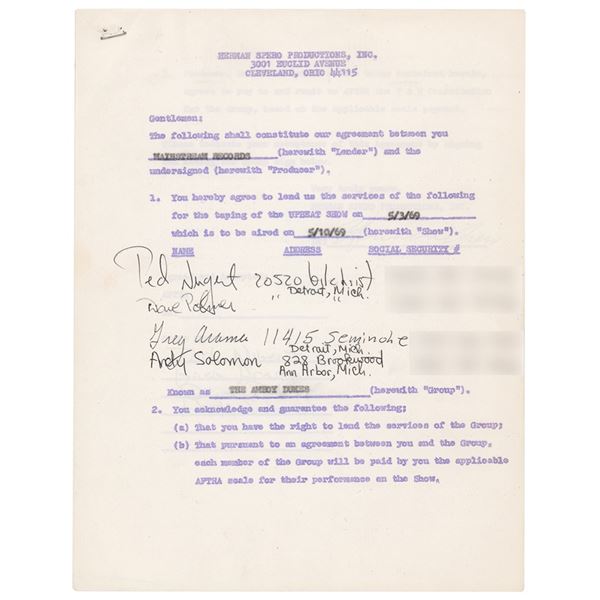 HERMAN SPERO PRODUCTIONS, INC.
3001 EUCLID AVENUE
CLEVELAND, OHIO 44115
Gentlemen:
The following shall constitute our agreement between you
MAINSTREAM RECORDS (herewith "Lender") and the
undersigned (herewith "Producer").
1. You hereby agree to lend us the services of the following
for the taping of the UPBEAT SHOW on 5/3/69
which is to be aired on 5/10/69 (herewith "Show").
NAME ADDRESS SOCIAL SECURITY #
Ted Nugent 20520 Gilchrist
" Detroit, Mich.
Dave
Greg Arama 11415 Seminole
Detroit, Mich
Andy Solomon 828 Brookwood
Ann Arbor, Mich.
Known as THE AMBOY DUKES (herewith "Group").
2. You acknowledge and guarantee the following;
(a) That you have the right to lend the services of the Group;
(b) That pursuant to an agreement between you and the Group,
each member of the Group will be paid by you the applicable
AFTRA scale for their performance on the Show.